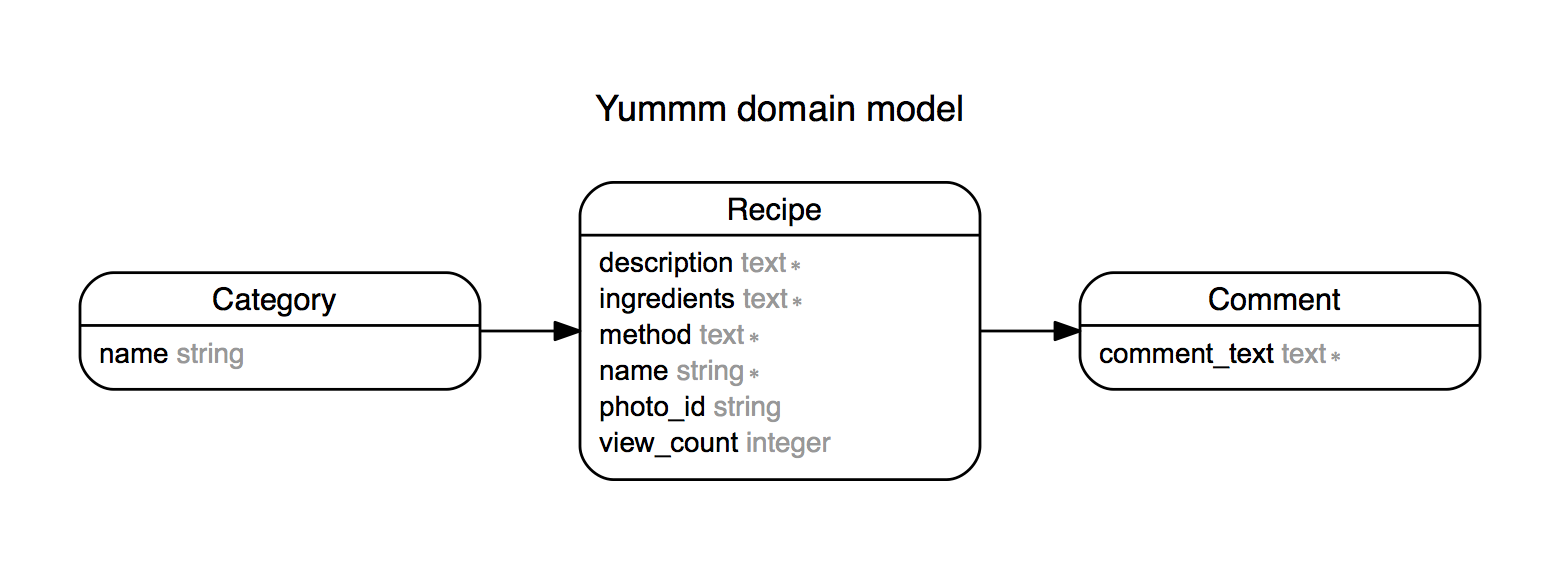 Yummm domain model
Category
name string
Recipe
description text*
ingredients text*
method text*
name string*
photo_id string
view_count integer
Comment
comment_text text*